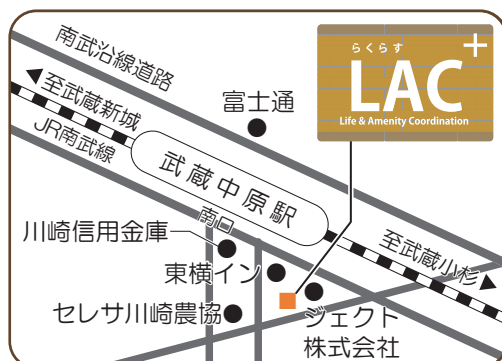 南武沿線道路
らくらす
LAC+
Life & Amenity Coordination
至武蔵新城
富士通
JR南武線
武蔵中原駅
南口
川崎信用金庫
至武蔵小杉
東横イン
セレサ川崎農協
ジェクト
株式会社